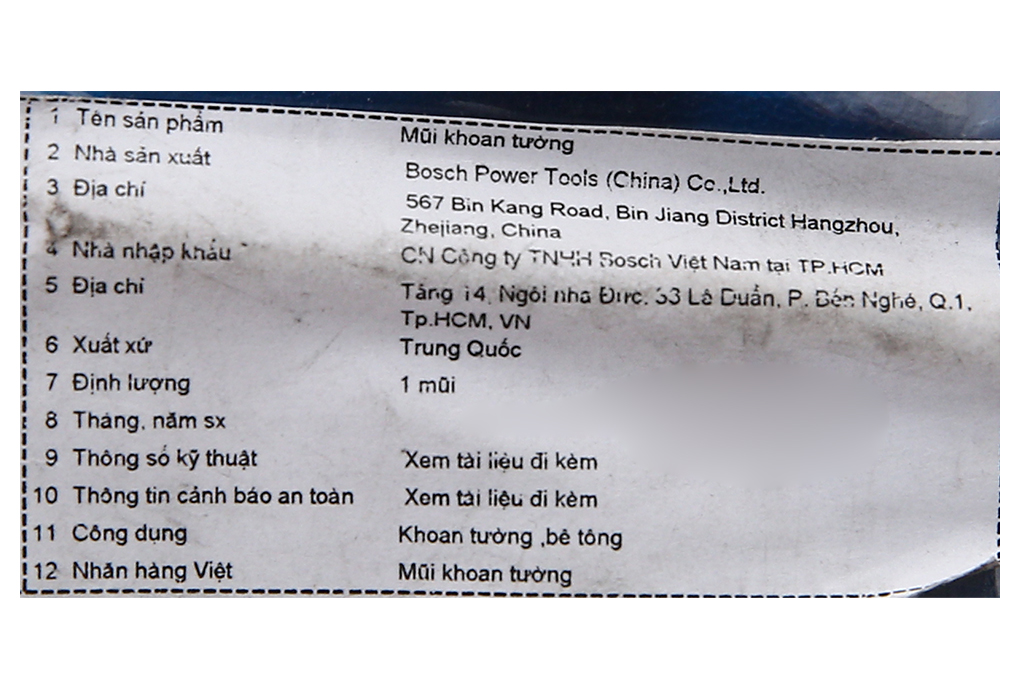 1 Tên sản phẩm Mũi khoan tường
2 Nhà sản xuất Bosch Power Tools (China) Co.,Ltd.
3 Địa chỉ 567 Bin Kang Road, Bin Jiang District Hangzhou,
Zhejiang, China
4 Nhà nhập khẩu CN Công ty TNHH Bosch Việt Nam tại TP.HCM
5 Địa chỉ Tầng 14, Ngôi nhà Đức, 33 Lê Duẩn, P. Bến Nghé, Q.1,
Tp.HCM, VN
6 Xuất xứ Trung Quốc
7 Định lượng 1 mũi
8 Tháng, năm sx
9 Thông số kỹ thuật Xem tài liệu đi kèm
10 Thông tin cảnh báo an toàn Xem tài liệu đi kèm
11 Công dụng Khoan tường ,bê tông
12 Nhãn hàng Việt Mũi khoan tường